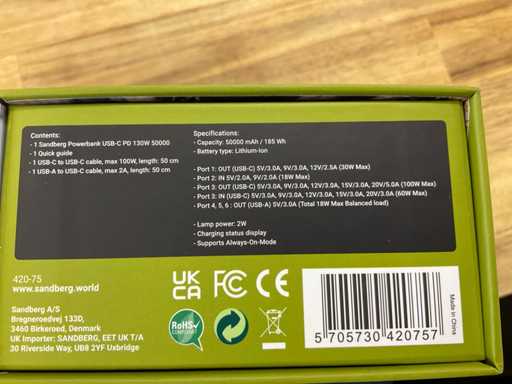 Contents:
- 1 Sandberg Powerbank USB-C PD 130W 50000
- 1 Quick guide
- 1 USB-C to USB-C cable, max 100W, length: 50 cm
- 1 USB-A to USB-C cable, max 2A, length: 50 cm
Specifications:
- Capacity: 50000 mAh / 185 Wh
- Battery type: Lithium-ion
- Port 1: OUT (USB-C) 5V/3.0A, 9V/3.0A, 12V/2.5A (30W Max)
- Port 2: IN 5V/2.0A, 9V/2.0A (18W Max)
- Port 3: OUT (USB-C) 5V/3.0A, 9V/3.0A, 12V/3.0A, 15V/3.0A, 20V/5.0A (100W Max)
- Port 3: IN (USB-C) 5V/3.0A, 9V/3.0A, 12V/3.0A, 15V/3.0A, 20V/3.0A (60W Max)
- Port 4, 5, 6 : OUT (USB-A) 5V/3.0A (Total 18W Max Balanced load)
- Lamp power: 2W
- Charging status display
- Supports Always-On-Mode
420-75
www.sandberg.world
Sandberg A/S
Bregneroedvej 133D,
3460 Birkeroed, Denmark
UK Importer: SANDBERG, EET UK T/A
30 Riverside Way, UB8 2YF Uxbridge
UK
CA
FC
CE
RoHS
COMPLIANT
5 705730 420757
Made in China